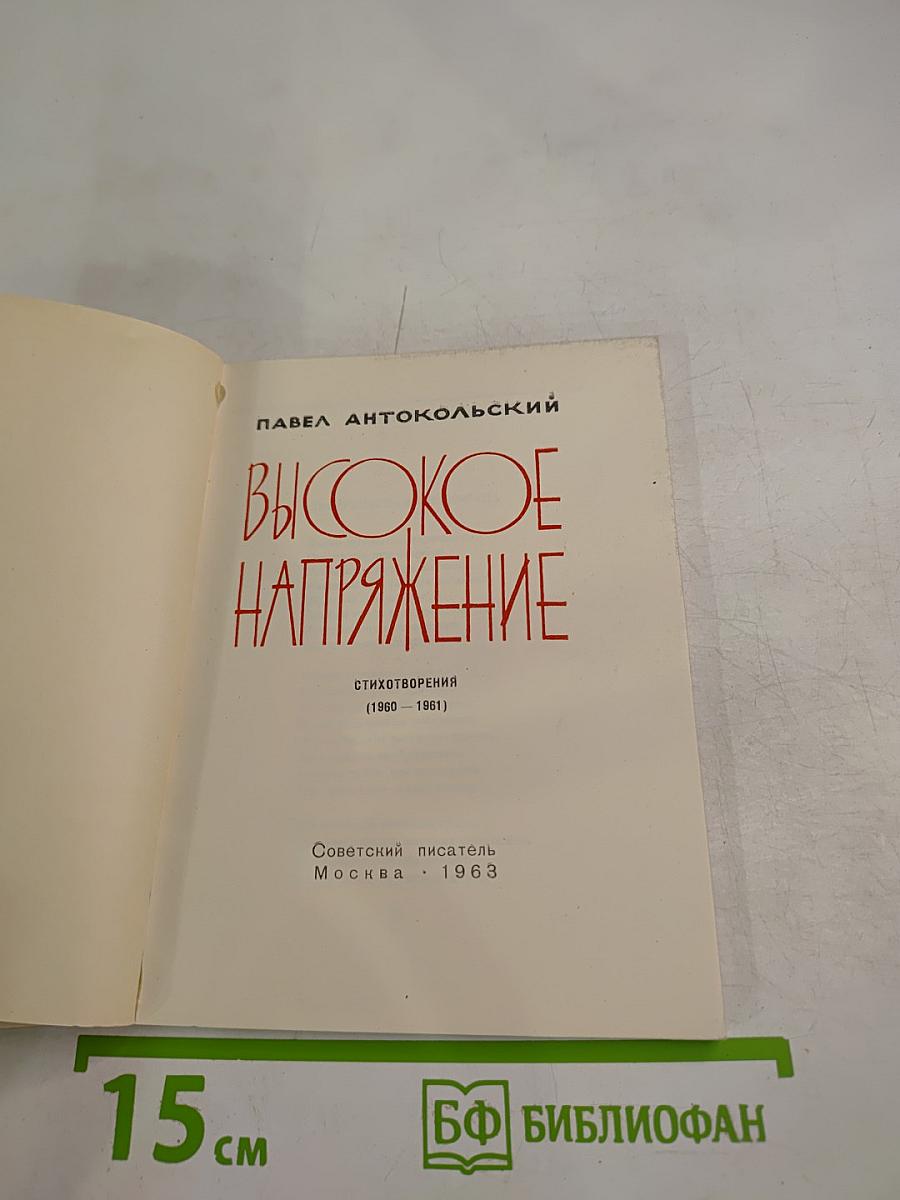 ПАВЕЛ АНТОКОЛЬСКИЙ
ВЫСОКОЕ
НАПРЯЖЕНИЕ
СТИХОТВОРЕНИЯ
(1960 — 1961)
Советский писатель
Москва · 1963
15 см
БФ БИБЛИОФАН